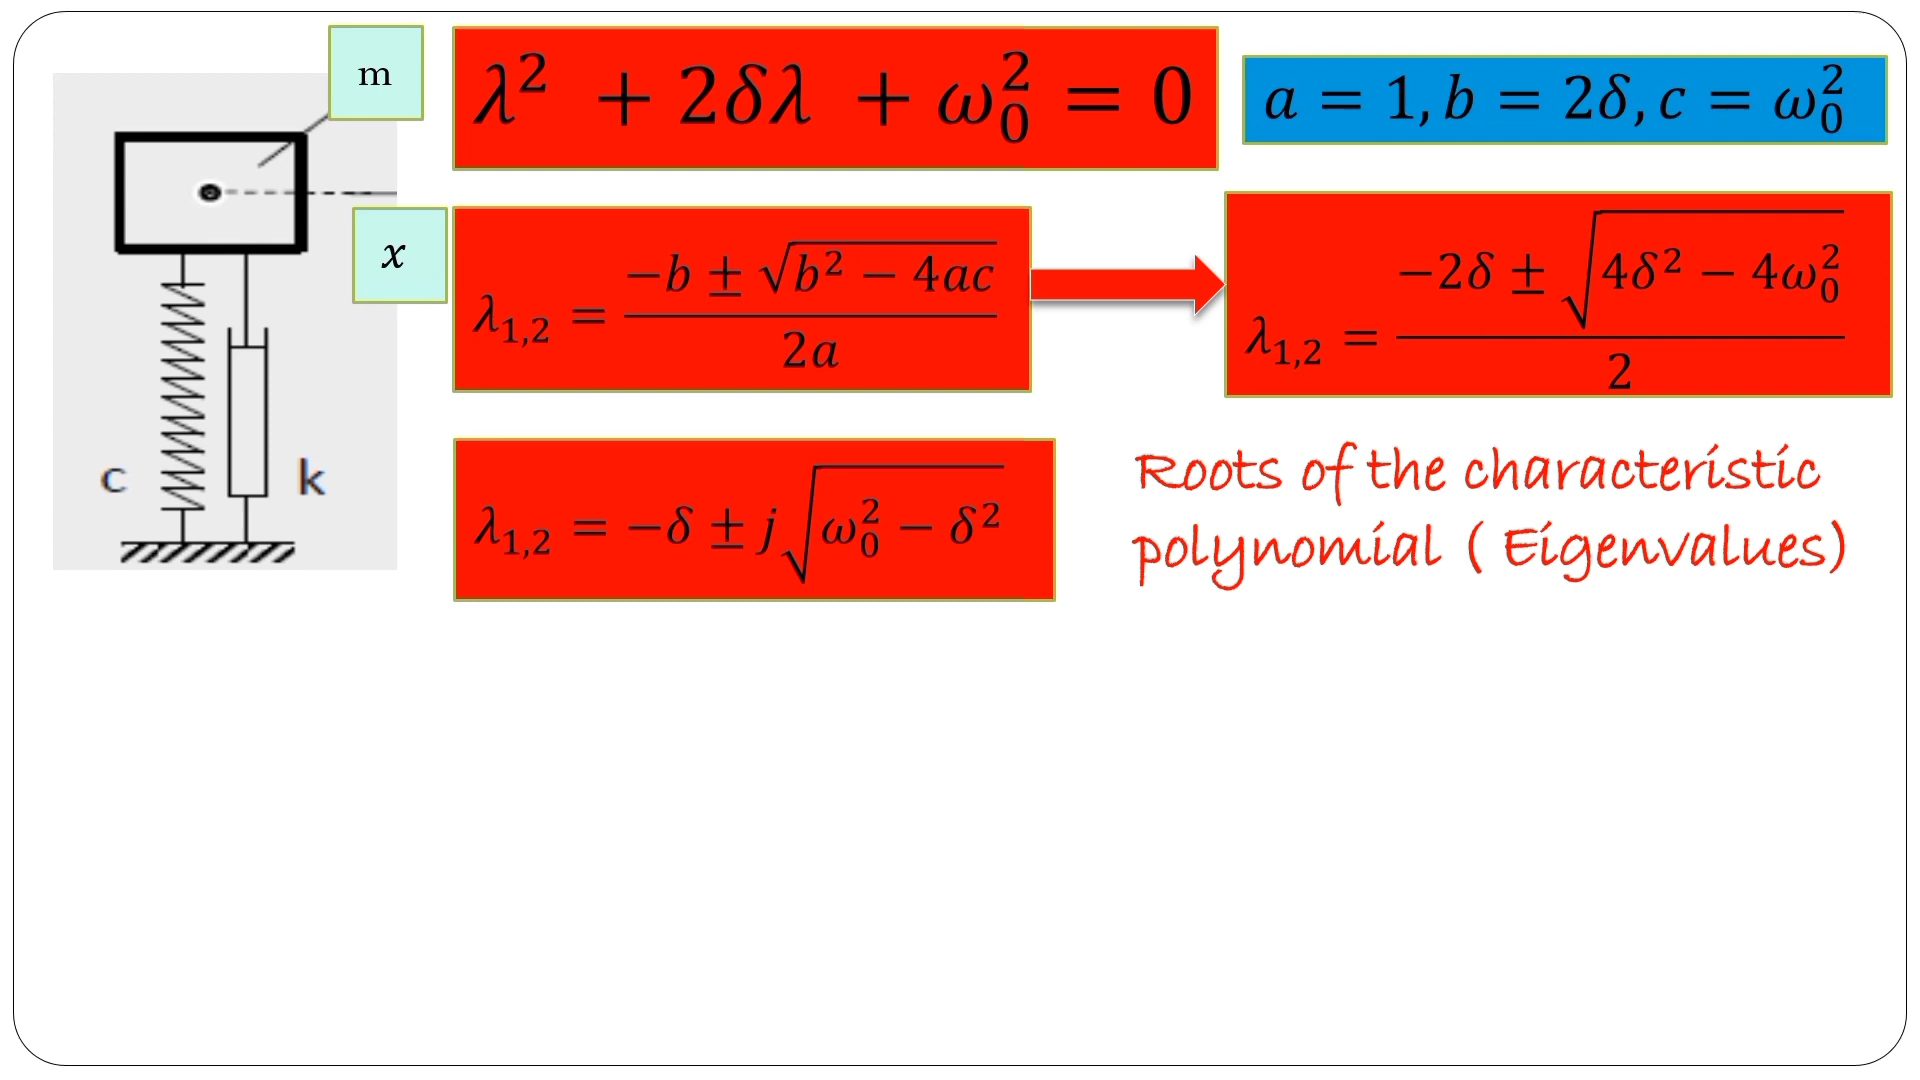 m
λ² + 2δλ + ω₀² = 0
a = 1, b = 2δ, c = ω₀²
x
λ₁,₂ = (−b ± √(b² − 4ac)) / 2a
λ₁,₂ = (−2δ ± √(4δ² − 4ω₀²)) / 2
c
k
λ₁,₂ = −δ ± j√(ω₀² − δ²)
Roots of the characteristic
polynomial ( Eigenvalues)